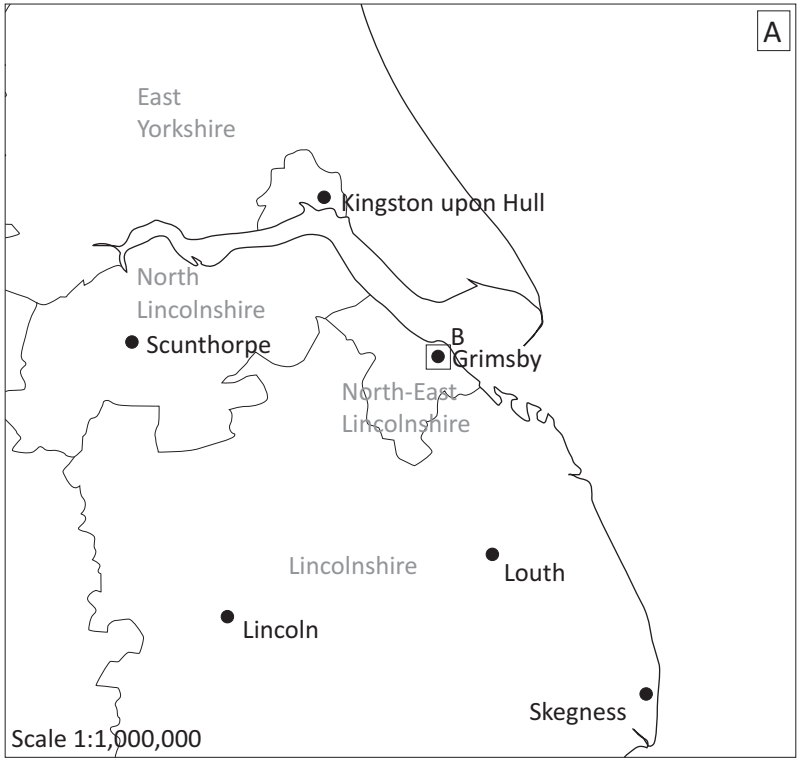 A
East
Yorkshire
Kingston upon Hull
North
Lincolnshire
B
Scunthorpe
Grimsby
North-East
Lincolnshire
Lincolnshire
Louth
Lincoln
Skegness
Scale 1:1,000,000